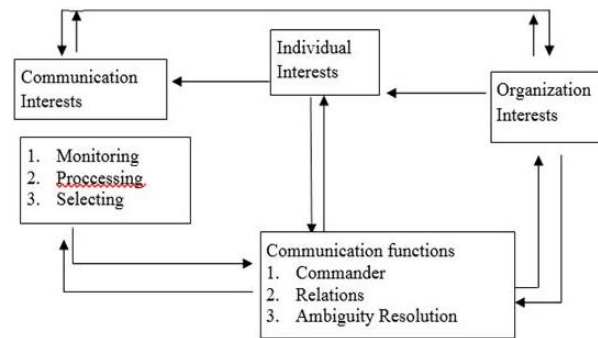 Individual
Interests
Communication
Interests
Organization
Interests
1. Monitoring
2. Proccessing
3. Selecting
Communication functions
1. Commander
2. Relations
3. Ambiguity Resolution